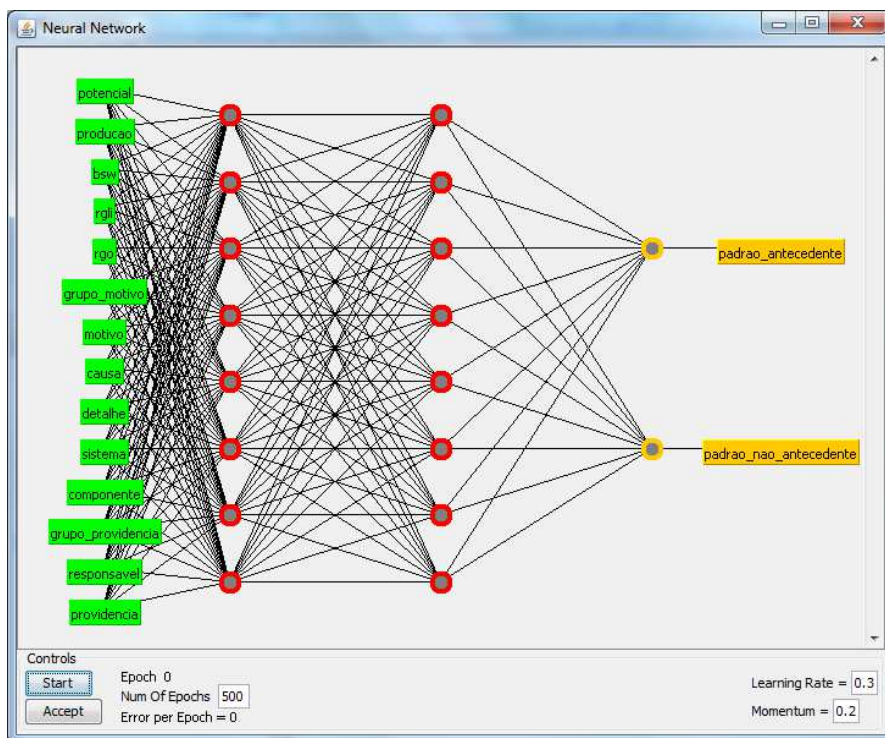 Neural Network
potencial
producao
bsw
rgli
rgo
grupo_motivo
motivo
causa
detalhe
sistema
componente
grupo_providencia
responsavel
providencia
padrao_antecedente
padrao_nao_antecedente
Controls
Start
Accept
Epoch 0
Num Of Epochs 500
Error per Epoch = 0
Learning Rate = 0.3
Momentum = 0.2